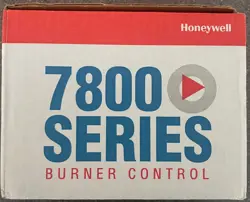 Honeywell
7800
SERIES
BURNER CONTROL